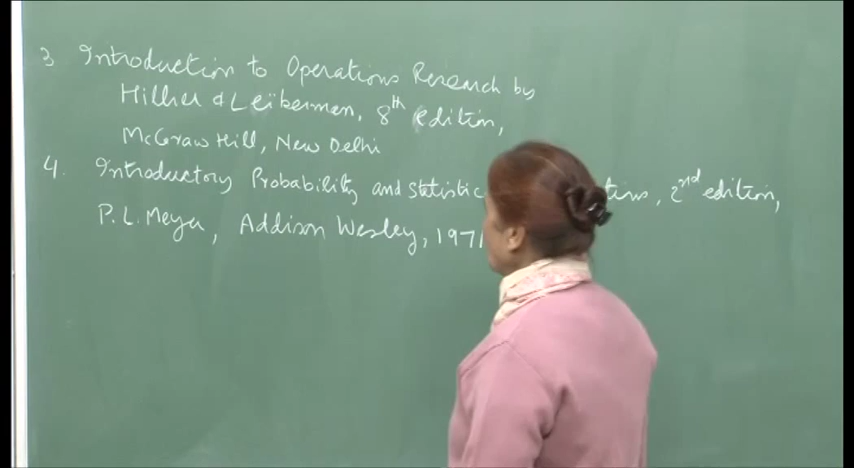 3 Introduction to Operations Research by
Hillier & Leibermen, 8th edition,
McGraw Hill, New Delhi
4. Introductory Probability and Statistic tions, 2nd edition,
P.L. Meyer, Addison Wesley, 1971